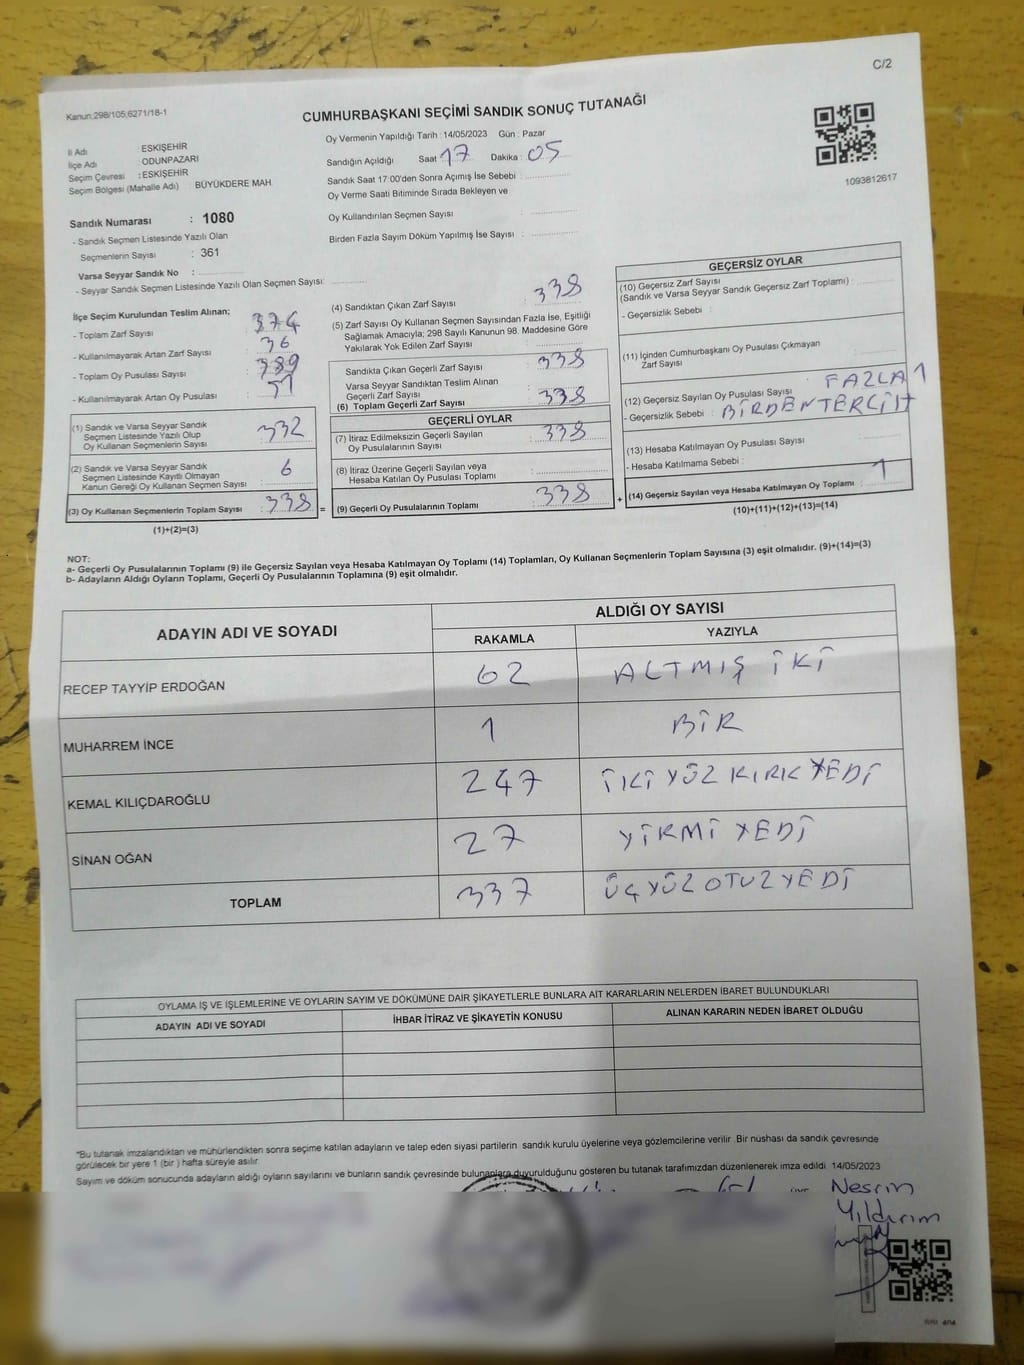 C/2
Kanun:298/105;6271/18-1
CUMHURBAŞKANI SEÇİMİ SANDIK SONUÇ TUTANAĞI
İl Adı ESKİŞEHİR
İlçe Adı ODUNPAZARI
Seçim Çevresi : ESKİŞEHİR
Seçim Bölgesi (Mahalle Adı) : BÜYÜKDERE MAH.
Oy Vermenin Yapıldığı Tarih : 14/05/2023 Gün : Pazar
Sandığın Açıldığı Saat 17 Dakika : 05
Sandık Saat 17:00'den Sonra Açımış İse Sebebi :
Oy Verme Saati Bitiminde Sırada Bekleyen ve
Oy Kullandırılan Seçmen Sayısı :
Birden Fazla Sayım Döküm Yapılmış İse Sayısı :
1093812617
Sandık Numarası : 1080
- Sandık Seçmen Listesinde Yazılı Olan
Seçmenlerin Sayısı : 361
Varsa Seyyar Sandık No :
- Seyyar Sandık Seçmen Listesinde Yazılı Olan Seçmen Sayısı:
İlçe Seçim Kurulundan Teslim Alınan;
- Toplam Zarf Sayısı : 374
- Kullanılmayarak Artan Zarf Sayısı : 36
- Toplam Oy Pusulası Sayısı : 389
- Kullanılmayarak Artan Oy Pusulası : 51
(1) Sandık ve Varsa Seyyar Sandık
Seçmen Listesinde Yazılı Olup
Oy Kullanan Seçmenlerin Sayısı : 332
(2) Sandık ve Varsa Seyyar Sandık
Seçmen Listesinde Kayıtlı Olmayan
Kanun Gereği Oy Kullanan Seçmen Sayısı : 6
(3) Oy Kullanan Seçmenlerin Toplam Sayısı : 338 =
(1)+(2)=(3)
(4) Sandıktan Çıkan Zarf Sayısı : 338
(5) Zarf Sayısı Oy Kullanan Seçmen Sayısından Fazla İse, Eşitliği
Sağlamak Amacıyla; 298 Sayılı Kanunun 98. Maddesine Göre
Yakılarak Yok Edilen Zarf Sayısı :
Sandıkta Çıkan Geçerli Zarf Sayısı : 338
Varsa Seyyar Sandıktan Teslim Alınan
Geçerli Zarf Sayısı :
(6) Toplam Geçerli Zarf Sayısı : 338
GEÇERLİ OYLAR
(7) İtiraz Edilmeksizin Geçerli Sayılan
Oy Pusulalarının Sayısı : 338
(8) İtiraz Üzerine Geçerli Sayılan veya
Hesaba Katılan Oy Pusulası Toplamı :
(9) Geçerli Oy Pusulalarının Toplamı : 338 +
GEÇERSİZ OYLAR
(10) Geçersiz Zarf Sayısı
(Sandık ve Varsa Seyyar Sandık Geçersiz Zarf Toplamı) :
- Geçersizlik Sebebi :
(11) İçinden Cumhurbaşkanı Oy Pusulası Çıkmayan
Zarf Sayısı :
(12) Geçersiz Sayılan Oy Pusulası Sayısı : FAZLA 1
- Geçersizlik Sebebi : BİRDEN TERCİH
(13) Hesaba Katılmayan Oy Pusulası Sayısı :
- Hesaba Katılmama Sebebi :
(14) Geçersiz Sayılan veya Hesaba Katılmayan Oy Toplamı : 1
(10)+(11)+(12)+(13)=(14)
NOT:
a- Geçerli Oy Pusulalarının Toplamı (9) ile Geçersiz Sayılan veya Hesaba Katılmayan Oy Toplamı (14) Toplamları, Oy Kullanan Seçmenlerin Toplam Sayısına (3) eşit olmalıdır. (9)+(14)=(3)
b- Adayların Aldığı Oyların Toplamı, Geçerli Oy Pusulalarının Toplamına (9) eşit olmalıdır.
ADAYIN ADI VE SOYADI
ALDIĞI OY SAYISI
RAKAMLA YAZIYLA
RECEP TAYYİP ERDOĞAN 62 ALTMIŞ İKİ
MUHARREM İNCE 1 BİR
KEMAL KILIÇDAROĞLU 247 İKİ YÜZ KIRK YEDİ
SİNAN OĞAN 27 YİRMİ YEDİ
TOPLAM 337 ÜÇ YÜZ OTUZ YEDİ
OYLAMA İŞ VE İŞLEMLERİNE VE OYLARIN SAYIM VE DÖKÜMÜNE DAİR ŞİKAYETLERLE BUNLARA AİT KARARLARIN NELERDEN İBARET BULUNDUKLARI
ADAYIN ADI VE SOYADI İHBAR İTİRAZ VE ŞİKAYETİN KONUSU ALINAN KARARIN NEDEN İBARET OLDUĞU
*Bu tutanak imzalandıktan ve mühürlendikten sonra seçime katılan adayların ve talep eden siyasi partilerin sandık kurulu üyelerine veya gözlemcilerine verilir. Bir nüshası da sandık çevresinde
görülecek bir yere 1 (bir ) hafta süreyle asılır.
Sayım ve döküm sonucunda adayların aldığı oyların sayılarını ve bunların sandık çevresinde bulunanlara duyurulduğunu gösteren bu tutanak tarafımızdan düzenlenerek imza edildi. 14/05/2023
Nesrin
Yıldırım